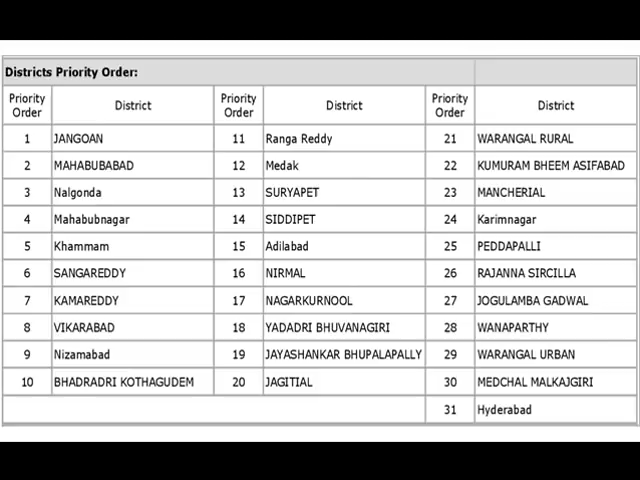 Districts Priority Order:
Priority Order District Priority Order District Priority Order District
1 JANGOAN 11 Ranga Reddy 21 WARANGAL RURAL
2 MAHABUBABAD 12 Medak 22 KUMURAM BHEEM ASIFABAD
3 Nalgonda 13 SURYAPET 23 MANCHERIAL
4 Mahabubnagar 14 SIDDIPET 24 Karimnagar
5 Khammam 15 Adilabad 25 PEDDAPALLI
6 SANGAREDDY 16 NIRMAL 26 RAJANNA SIRCILLA
7 KAMAREDDY 17 NAGARKURNOOL 27 JOGULAMBA GADWAL
8 VIKARABAD 18 YADADRI BHUVANAGIRI 28 WANAPARTHY
9 Nizamabad 19 JAYASHANKAR BHUPALAPALLY 29 WARANGAL URBAN
10 BHADRADRI KOTHAGUDEM 20 JAGITIAL 30 MEDCHAL MALKAJGIRI
31 Hyderabad